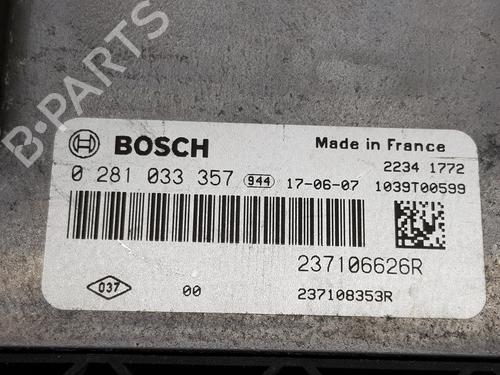 B-PARTS
BOSCH Made in France
0 281 033 357 944 17-06-07 2234 1772
1039T00599
237106626R
037 00 237108353R